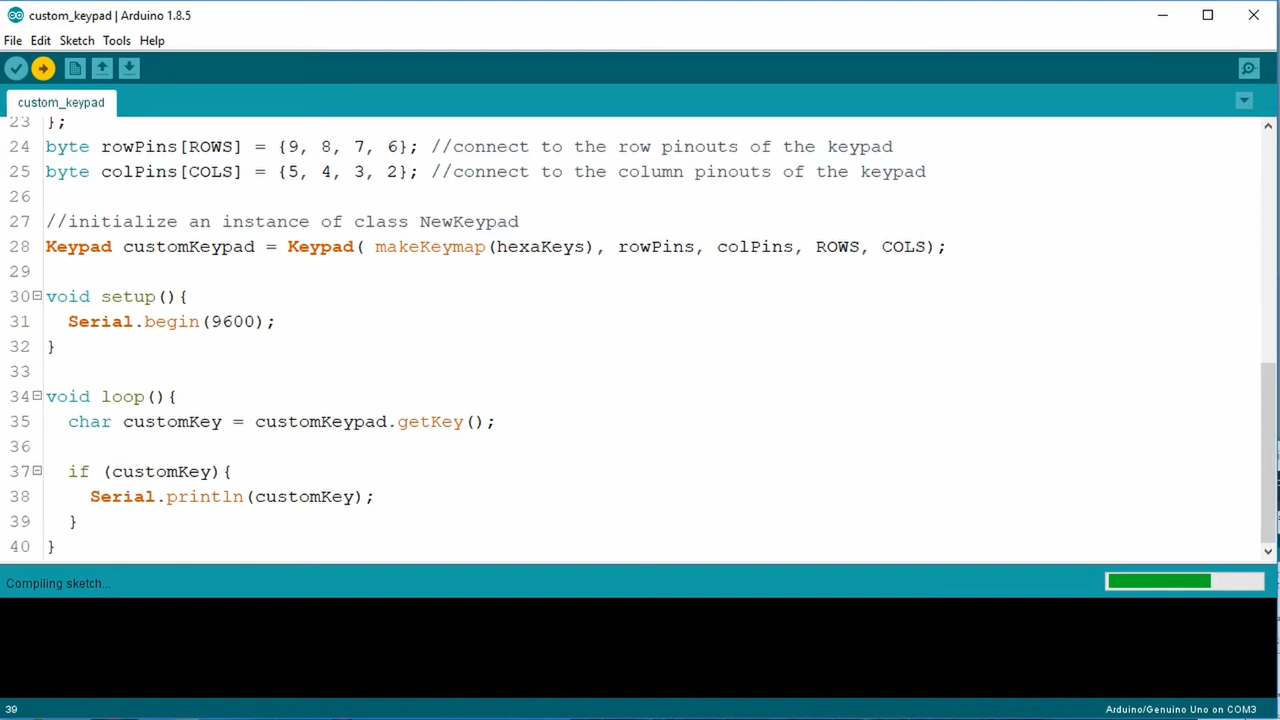 custom_keypad | Arduino 1.8.5
File Edit Sketch Tools Help
custom_keypad
23 };
24 byte rowPins[ROWS] = {9, 8, 7, 6}; //connect to the row pinouts of the keypad
25 byte colPins[COLS] = {5, 4, 3, 2}; //connect to the column pinouts of the keypad
26
27 //initialize an instance of class NewKeypad
28 Keypad customKeypad = Keypad( makeKeymap(hexaKeys), rowPins, colPins, ROWS, COLS);
29
30 void setup(){
31   Serial.begin(9600);
32 }
33
34 void loop(){
35   char customKey = customKeypad.getKey();
36
37   if (customKey){
38     Serial.println(customKey);
39   }
40 }
Compiling sketch...
39 Arduino/Genuino Uno on COM3